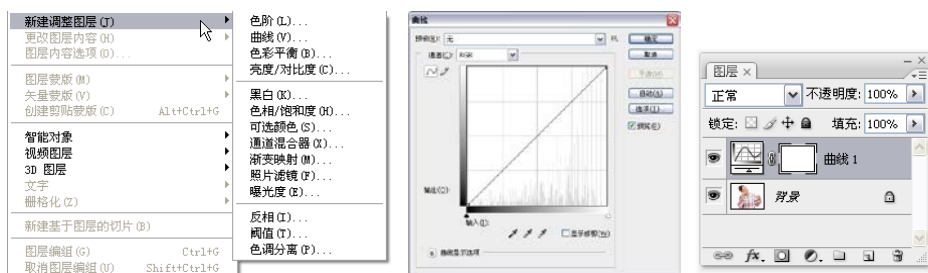 新建调整图层(J)
更改图层内容(H)
图层内容选项(O)...
图层蒙版(M)
矢量蒙版(V)
创建剪贴蒙版(C) Alt+Ctrl+G
智能对象
视频图层
3D 图层
文字
栅格化(Z)
新建基于图层的切片(B)
图层编组(G) Ctrl+G
取消图层编组(U) Shift+Ctrl+G
色阶(L)...
曲线(V)...
色彩平衡(B)...
亮度/对比度(C)...
黑白(K)...
色相/饱和度(H)...
可选颜色(S)...
通道混合器(X)...
渐变映射(M)...
照片滤镜(F)...
曝光度(E)...
反相(I)...
阈值(T)...
色调分离(P)...
曲线
预设(R): 无
确定
通道(C): RGB
取消
平滑(M)
自动(A)
选项(T)...
预览(P)
输出(O):
输入(I):
显示修剪(W)
曲线显示选项
图层 ×
正常 不透明度: 100%
锁定: 填充: 100%
曲线 1
背景
fx.